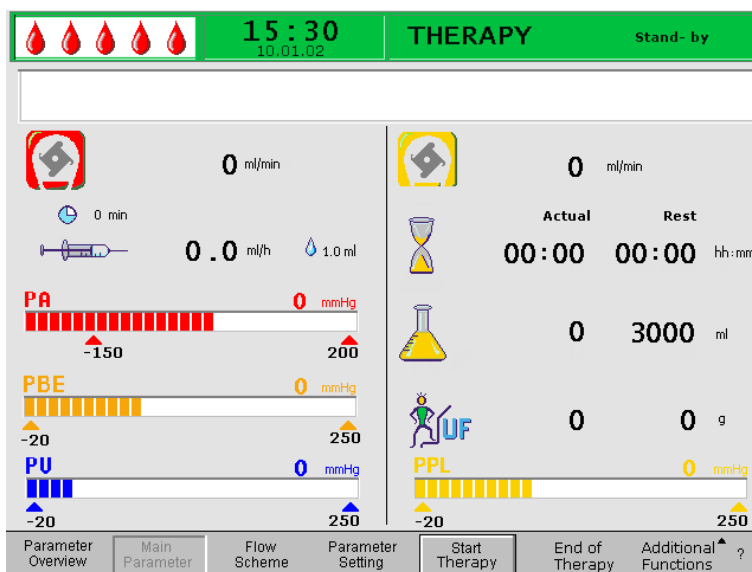 15:30
10.01.02
THERAPY
Stand- by
0 ml/min
0 min
0.0 ml/h
1.0 ml
PA 0 mmHg
-150 200
PBE 0 mmHg
-20 250
PV 0 mmHg
-20 250
0 ml/min
Actual Rest
00:00 00:00 hh:mm
0 3000 ml
UF 0 0 g
PPL 0 mmHg
-20 250
Parameter
Overview
Main
Parameter
Flow
Scheme
Parameter
Setting
Start
Therapy
End of
Therapy
Additional
Functions
?